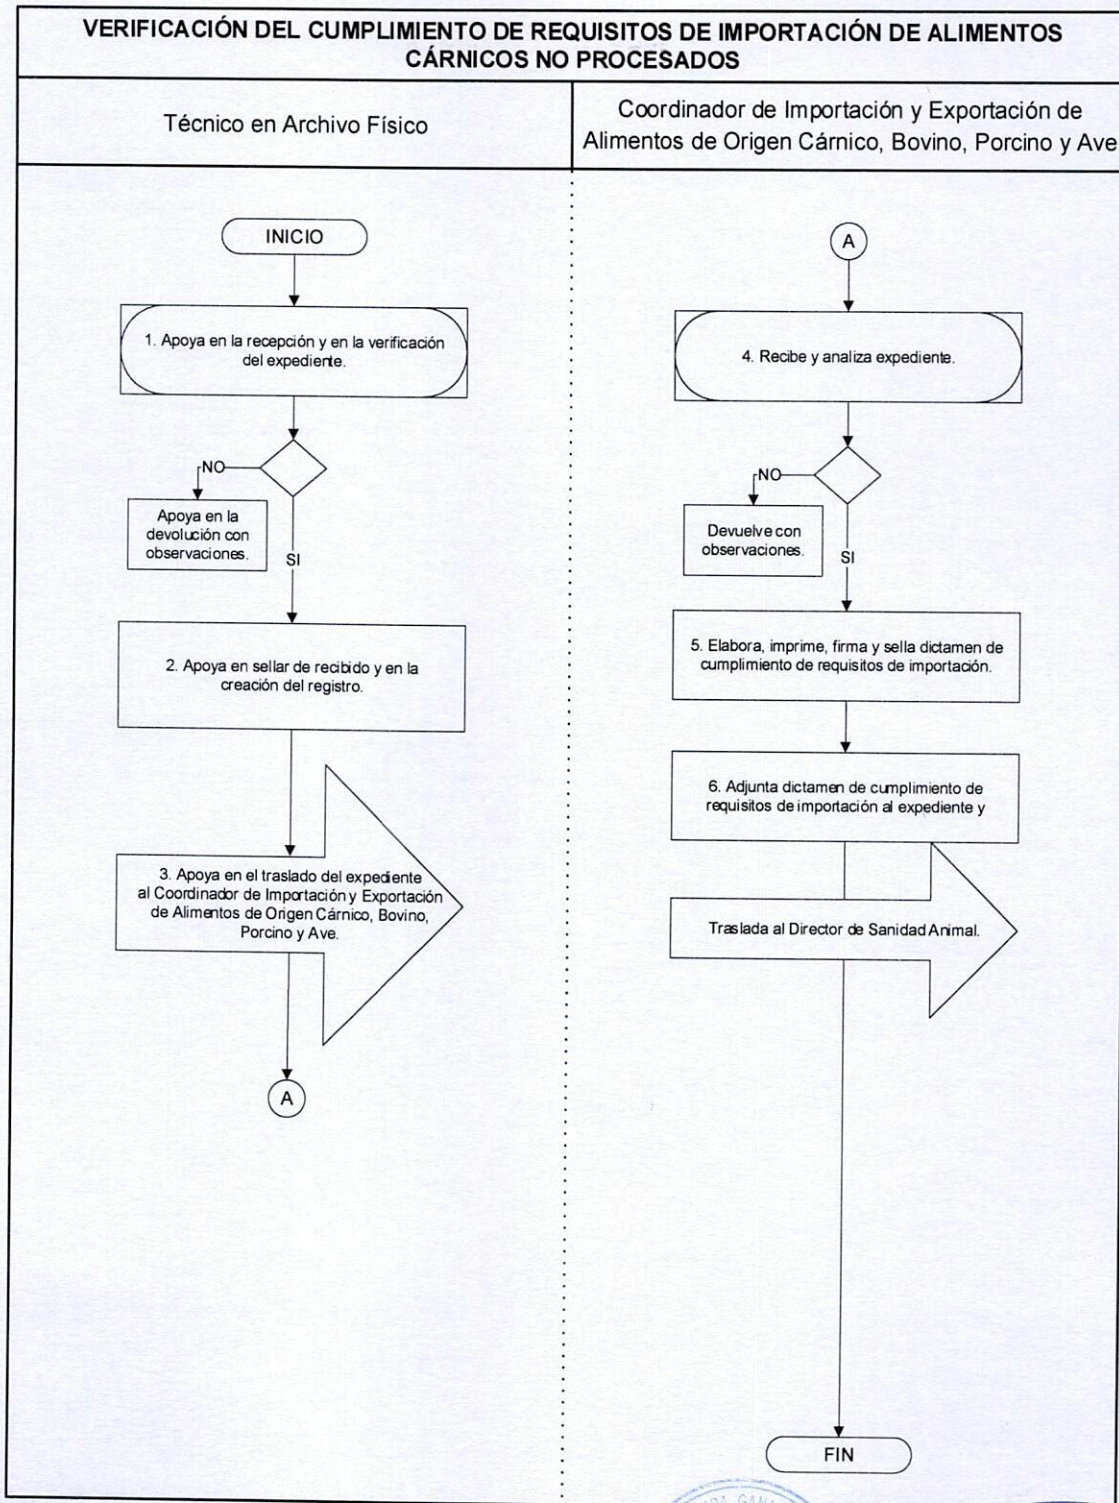 VERIFICACIÓN DEL CUMPLIMIENTO DE REQUISITOS DE IMPORTACIÓN DE ALIMENTOS
CÁRNICOS NO PROCESADOS
Técnico en Archivo Físico
Coordinador de Importación y Exportación de
Alimentos de Origen Cárnico, Bovino, Porcino y Ave
INICIO
1. Apoya en la recepción y en la verificación
del expediente.
NO
Apoya en la
devolución con
observaciones.
SI
2. Apoya en sellar de recibido y en la
creación del registro.
3. Apoya en el traslado del expediente
al Coordinador de Importación y Exportación
de Alimentos de Origen Cárnico, Bovino,
Porcino y Ave.
A
A
4. Recibe y analiza expediente.
NO
Devuelve con
observaciones.
SI
5. Elabora, imprime, firma y sella dictamen de
cumplimiento de requisitos de importación.
6. Adjunta dictamen de cumplimiento de
requisitos de importación al expediente y
Traslada al Director de Sanidad Animal.
FIN